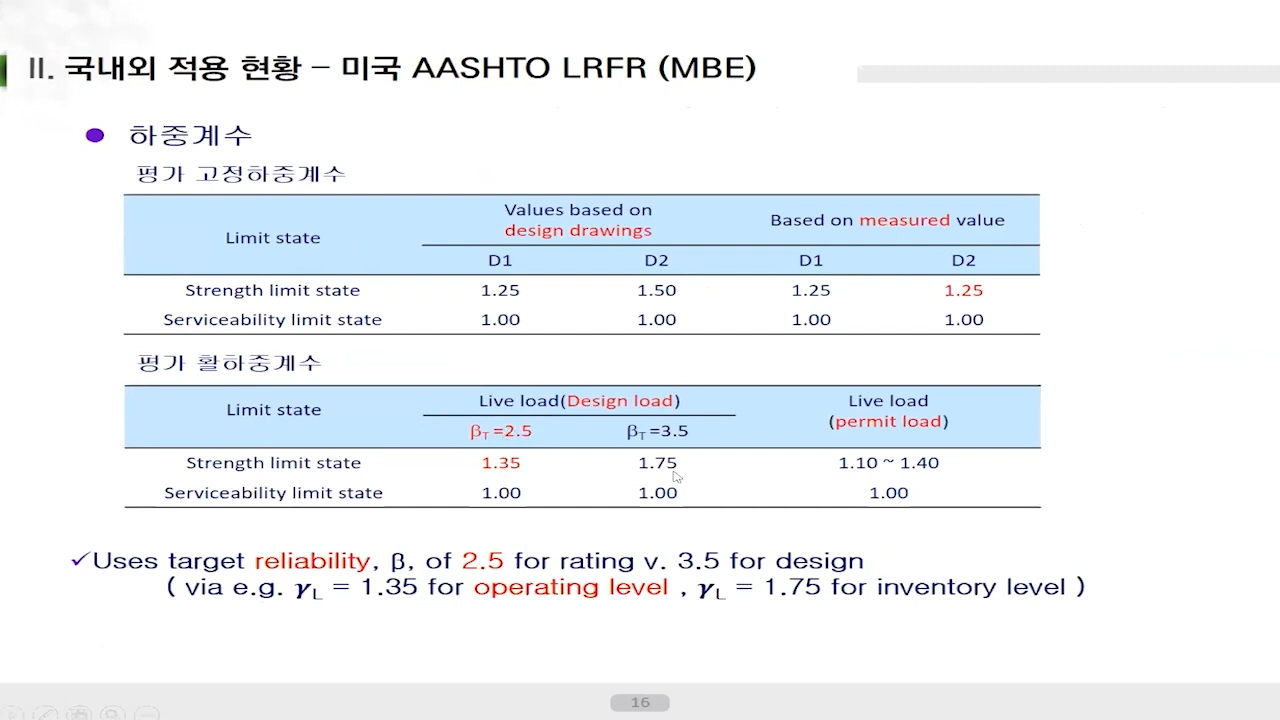 II. 국내외 적용 현황 – 미국 AASHTO LRFR (MBE)
● 하중계수
평가 고정하중계수
Limit state
Values based on
design drawings
Based on measured value
D1 D2 D1 D2
Strength limit state 1.25 1.50 1.25 1.25
Serviceability limit state 1.00 1.00 1.00 1.00
평가 활하중계수
Limit state
Live load(Design load)
Live load
(permit load)
βT =2.5 βT =3.5
Strength limit state 1.35 1.75 1.10 ~ 1.40
Serviceability limit state 1.00 1.00 1.00
✓Uses target reliability, β, of 2.5 for rating v. 3.5 for design
( via e.g. γL = 1.35 for operating level , γL = 1.75 for inventory level )
16